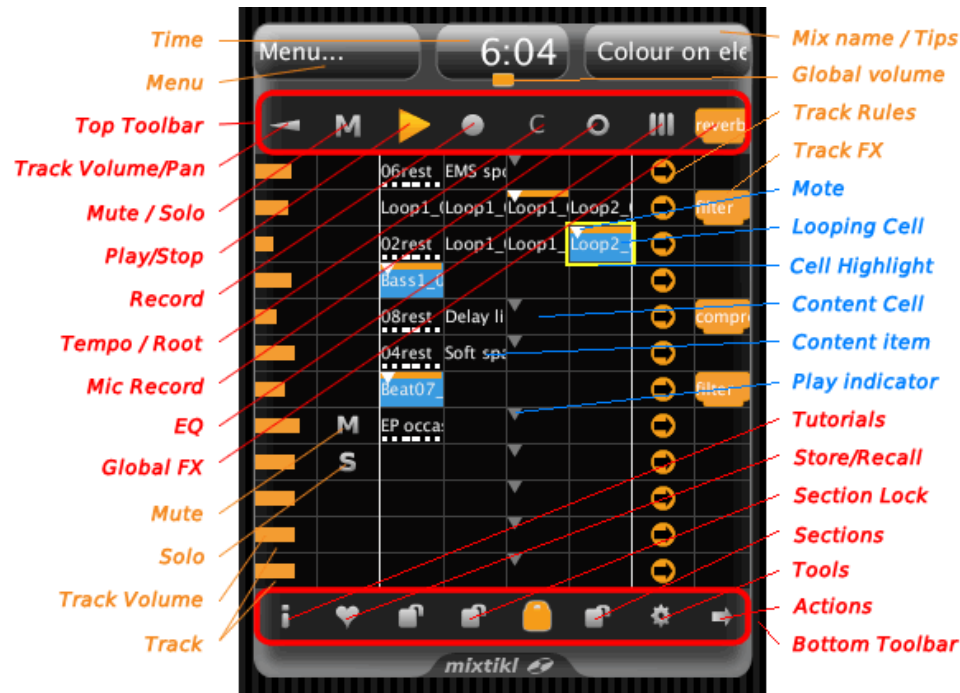 Time
Menu
Top Toolbar
Track Volume/Pan
Mute / Solo
Play/Stop
Record
Tempo / Root
Mic Record
EQ
Global FX
Mute
Solo
Track Volume
Track
Menu...
6:04
Colour on ele
M
C
reverb
06rest
EMS spo
Loop1_(
Loop1_(
Loop1_(
Loop2_(
filter
02rest
Loop1_(
Loop1_
Loop2_
Bass1_0
08rest
Delay li
compre
04rest
Soft spa
Beat07_
filter
M
EP occas
S
i
mixtikl
Mix name / Tips
Global volume
Track Rules
Track FX
Mote
Looping Cell
Cell Highlight
Content Cell
Content item
Play indicator
Tutorials
Store/Recall
Section Lock
Sections
Tools
Actions
Bottom Toolbar